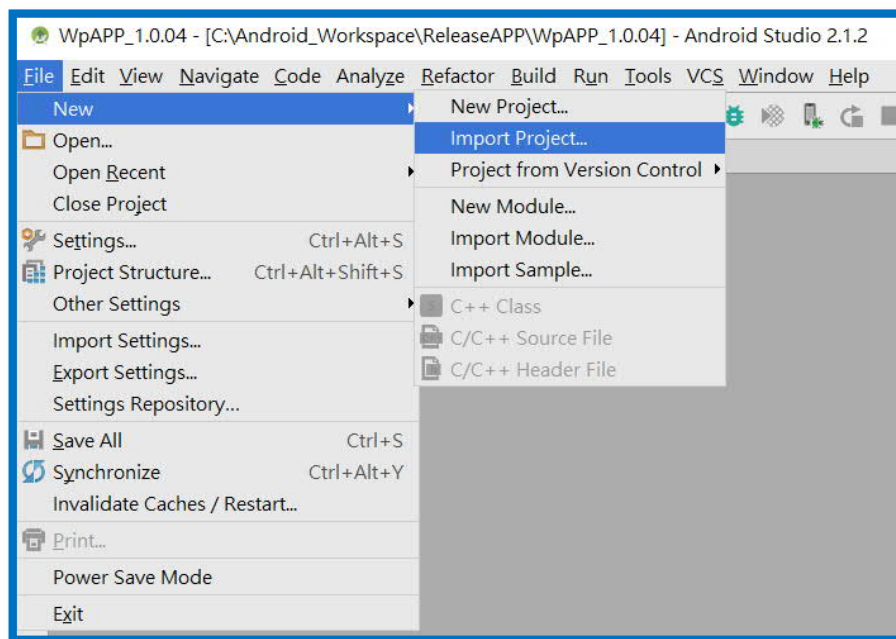 WpAPP_1.0.04 - [C:\Android_Workspace\ReleaseAPP\WpAPP_1.0.04] - Android Studio 2.1.2
File Edit View Navigate Code Analyze Refactor Build Run Tools VCS Window Help
New
Open...
Open Recent
Close Project
Settings... Ctrl+Alt+S
Project Structure... Ctrl+Alt+Shift+S
Other Settings
Import Settings...
Export Settings...
Settings Repository...
Save All Ctrl+S
Synchronize Ctrl+Alt+Y
Invalidate Caches / Restart...
Print...
Power Save Mode
Exit
New Project...
Import Project...
Project from Version Control
New Module...
Import Module...
Import Sample...
C++ Class
C/C++ Source File
C/C++ Header File